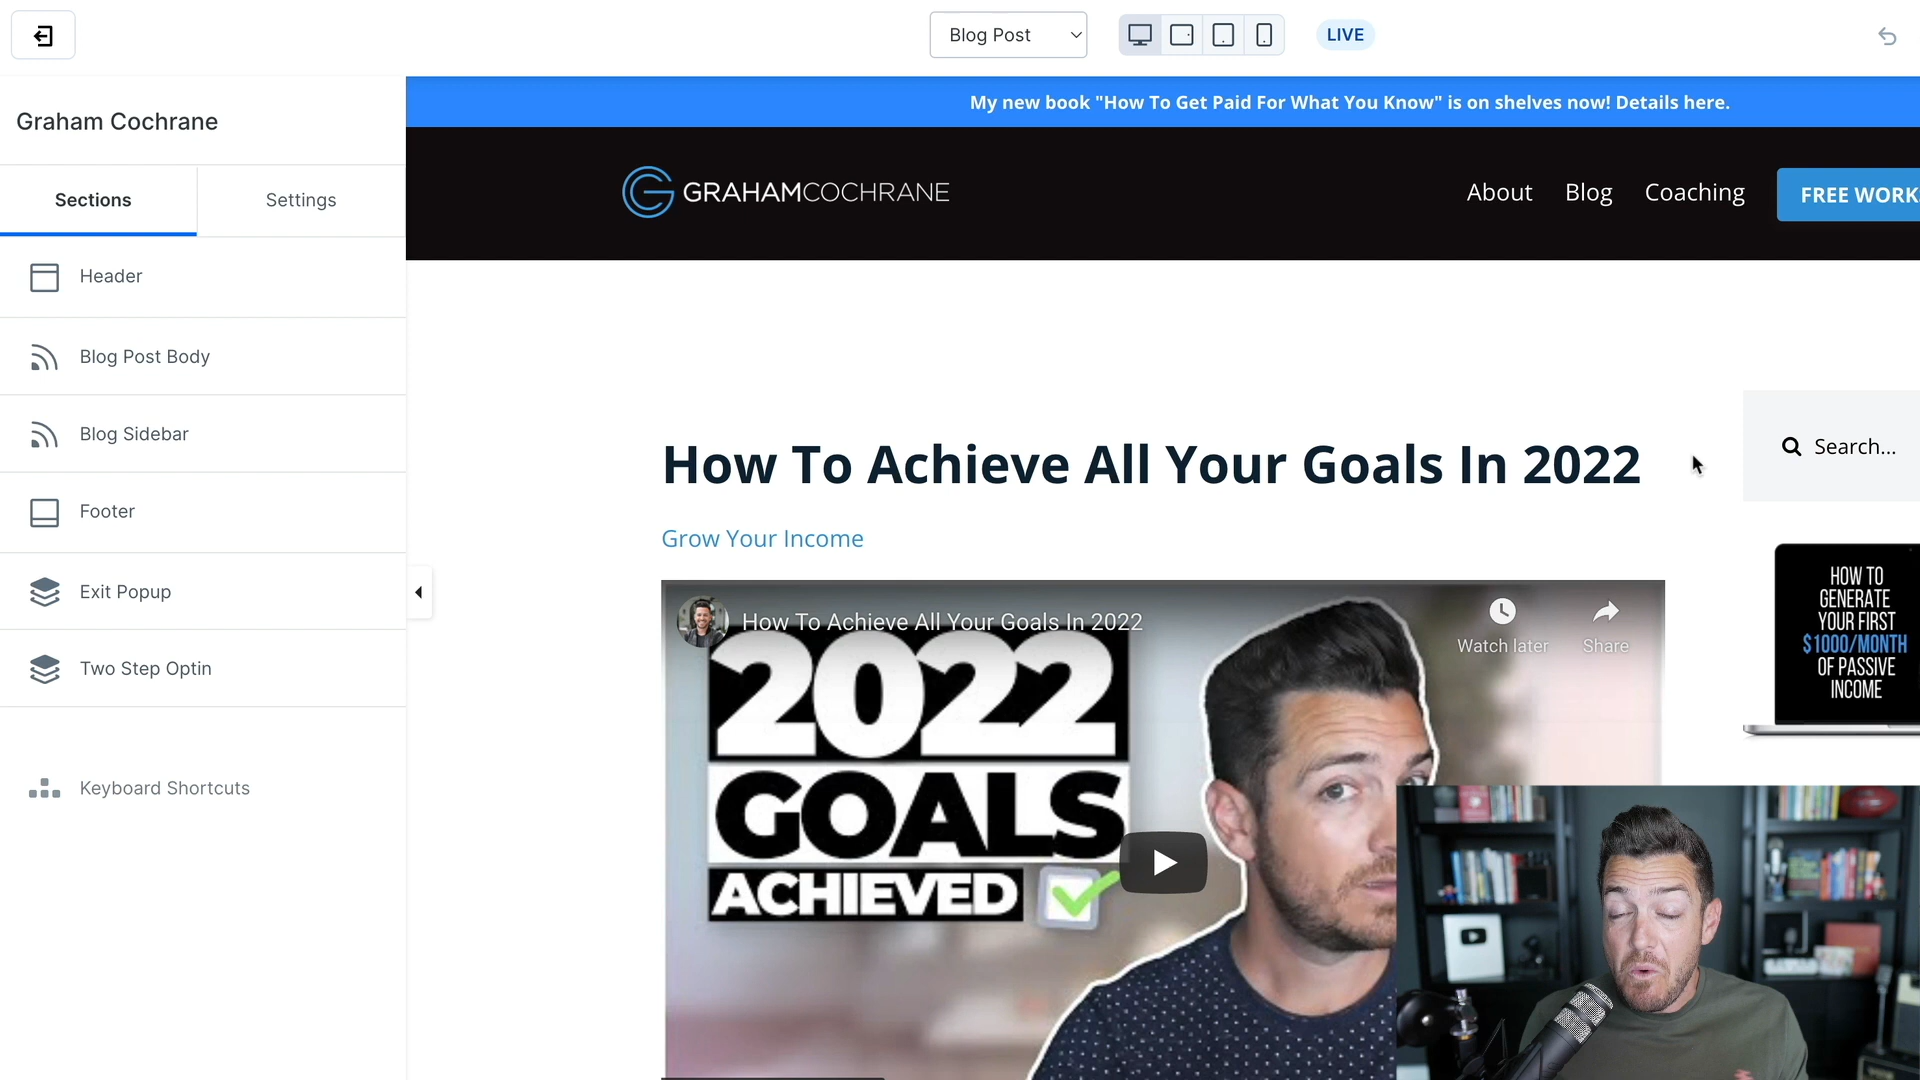 Blog Post
LIVE
Graham Cochrane
Sections
Settings
Header
Blog Post Body
Blog Sidebar
Footer
Exit Popup
Two Step Optin
Keyboard Shortcuts
My new book "How To Get Paid For What You Know" is on shelves now! Details here.
GRAHAMCOCHRANE
About
Blog
Coaching
FREE WORK
How To Achieve All Your Goals In 2022
Search...
Grow Your Income
How To Achieve All Your Goals In 2022
Watch later
Share
2022
GOALS
ACHIEVED
HOW TO
GENERATE
YOUR FIRST
$1000/MONTH
OF PASSIVE
INCOME